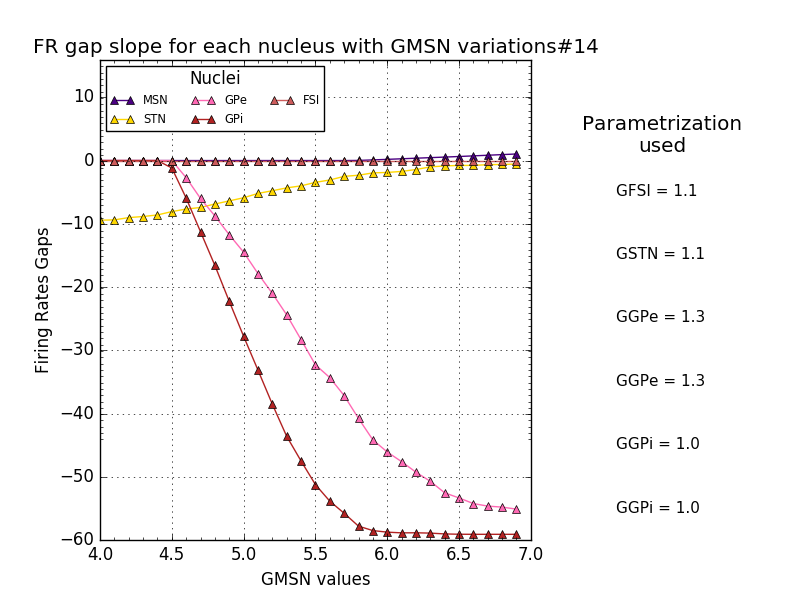 FR gap slope for each nucleus with GMSN variations#14
Nuclei
MSN GPe FSI
STN GPi
10
0
−10
−20
−30
−40
−50
−60
Firing Rates Gaps
4.0 4.5 5.0 5.5 6.0 6.5 7.0
GMSN values
Parametrization
used
GFSI = 1.1
GSTN = 1.1
GGPe = 1.3
GGPe = 1.3
GGPi = 1.0
GGPi = 1.0